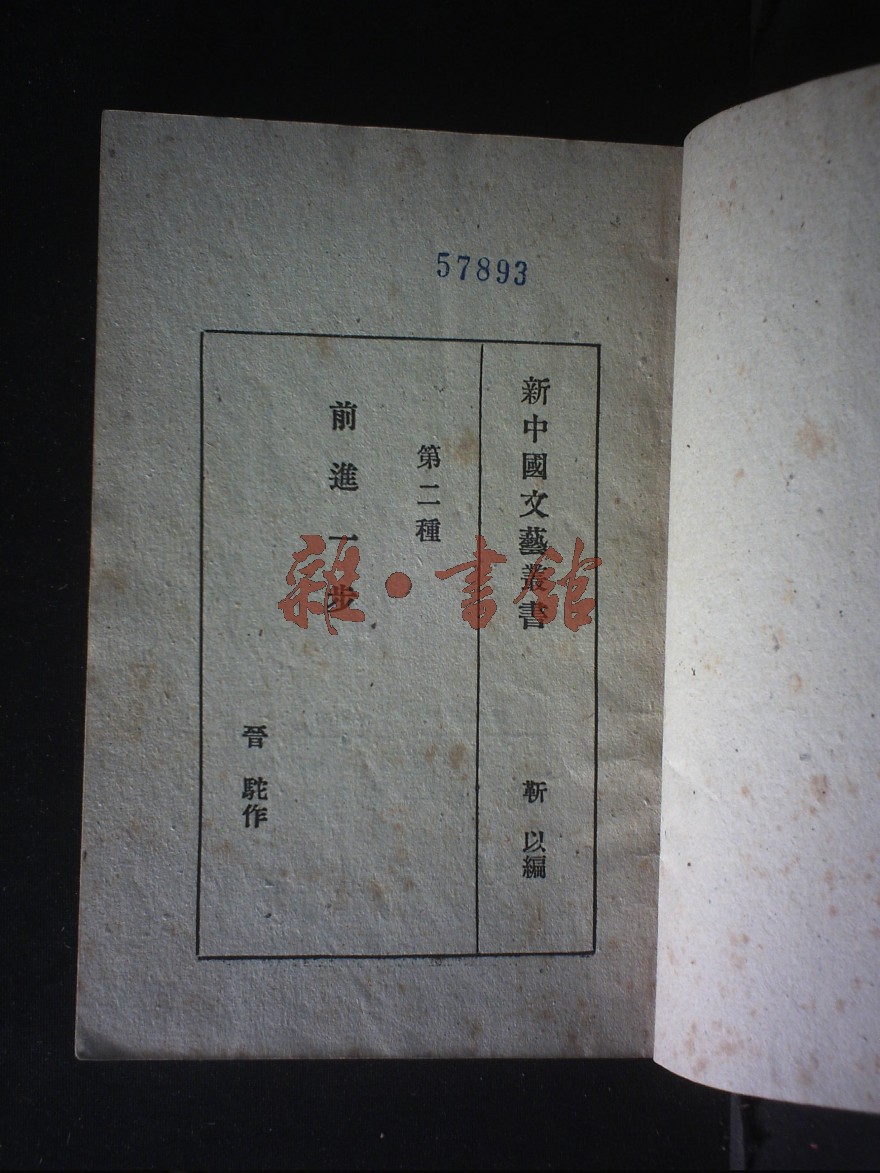 57893
新中國文藝叢書
靳以編
第二種
前進一步
晉駝作
雜·書館